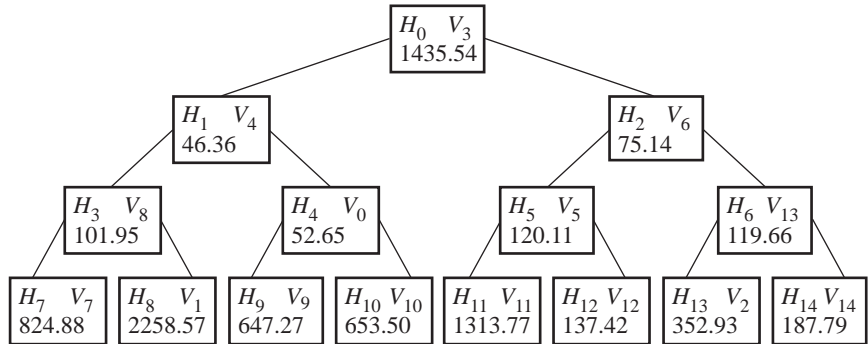 H₀ V₃
1435.54
H₁ V₄
46.36
H₂ V₆
75.14
H₃ V₈
101.95
H₄ V₀
52.65
H₅ V₅
120.11
H₆ V₁₃
119.66
H₇ V₇
824.88
H₈ V₁
2258.57
H₉ V₉
647.27
H₁₀ V₁₀
653.50
H₁₁ V₁₁
1313.77
H₁₂ V₁₂
137.42
H₁₃ V₂
352.93
H₁₄ V₁₄
187.79